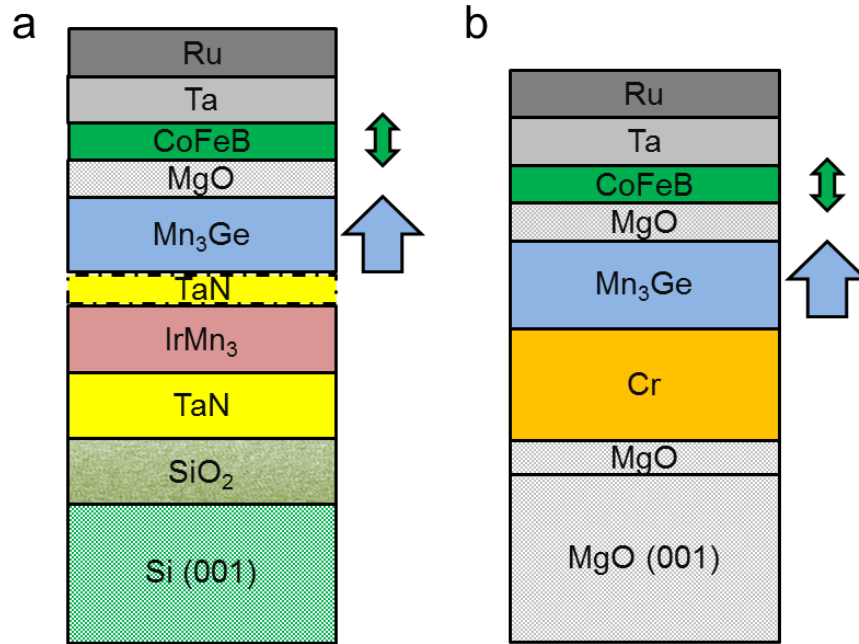 a
Ru
Ta
CoFeB
MgO
Mn₃Ge
TaN
IrMn₃
TaN
SiO₂
Si (001)
b
Ru
Ta
CoFeB
MgO
Mn₃Ge
Cr
MgO
MgO (001)